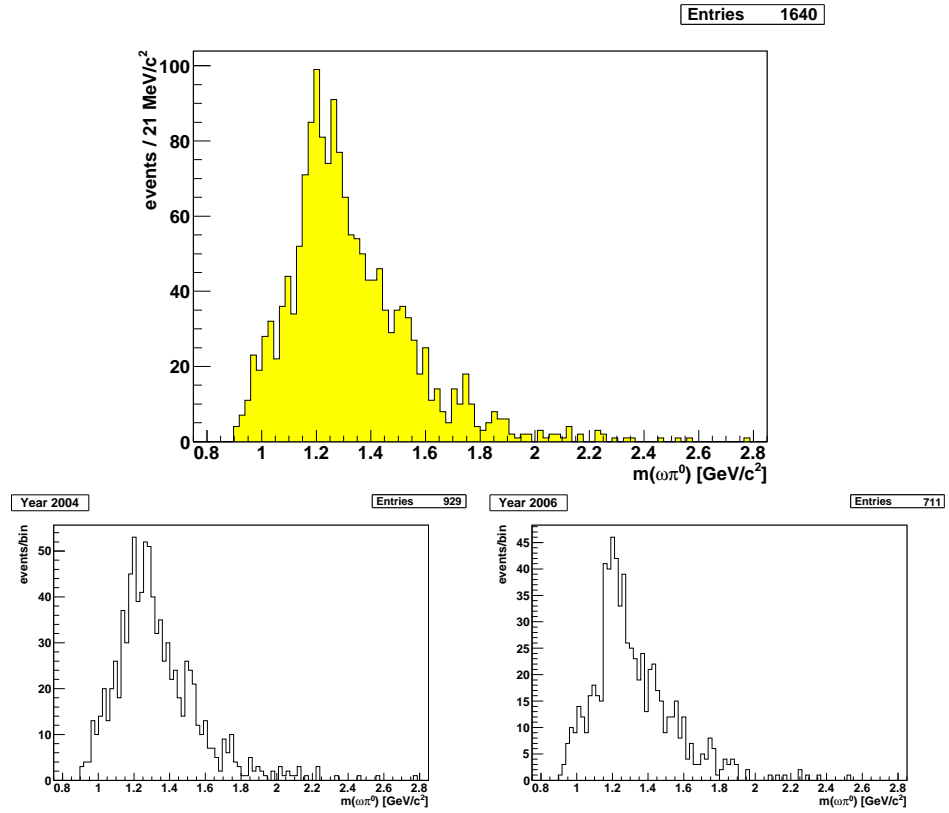 Entries 1640
events / 21 MeV/c²
100
80
60
40
20
0
0.8 1 1.2 1.4 1.6 1.8 2 2.2 2.4 2.6 2.8
m(ωπ⁰) [GeV/c²]
Year 2004
Entries 929
events/bin
50
40
30
20
10
0
0.8 1 1.2 1.4 1.6 1.8 2 2.2 2.4 2.6 2.8
m(ωπ⁰) [GeV/c²]
Year 2006
Entries 711
events/bin
45
40
35
30
25
20
15
10
5
0
0.8 1 1.2 1.4 1.6 1.8 2 2.2 2.4 2.6 2.8
m(ωπ⁰) [GeV/c²]